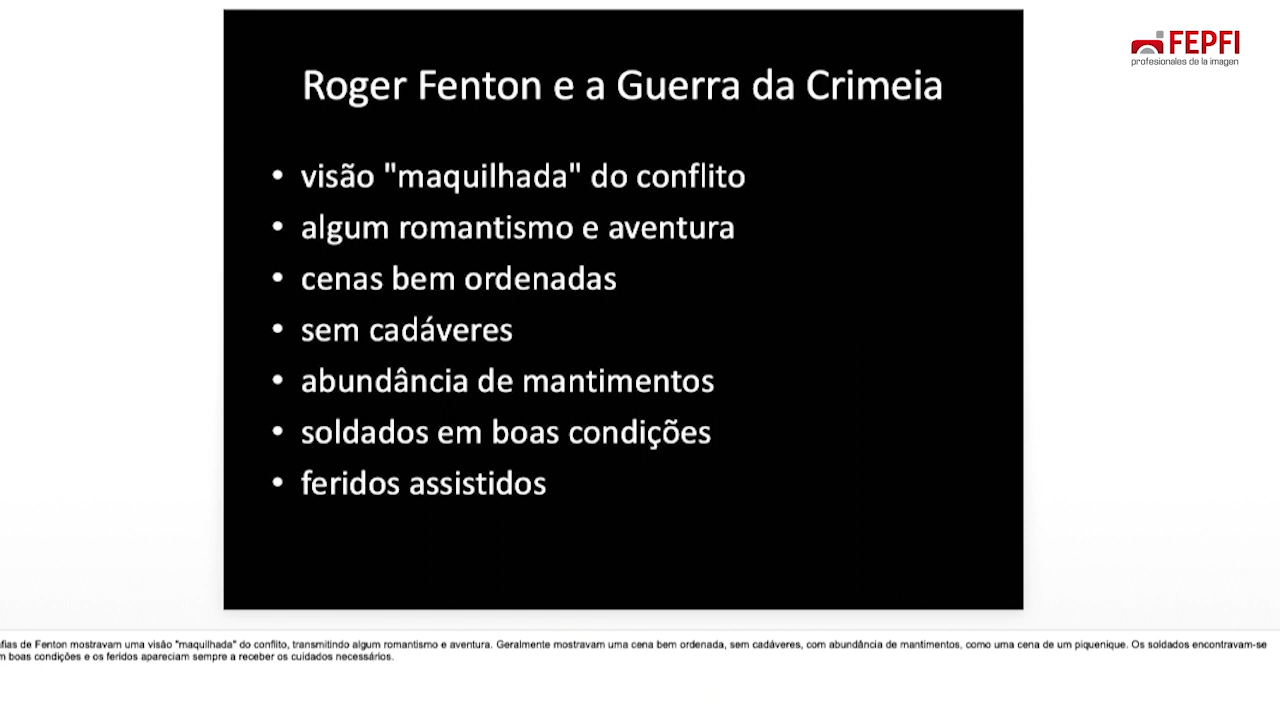 FEPFI
profesionales de la imagen
Roger Fenton e a Guerra da Crimeia
• visão "maquilhada" do conflito
• algum romantismo e aventura
• cenas bem ordenadas
• sem cadáveres
• abundância de mantimentos
• soldados em boas condições
• feridos assistidos
de Fenton mostravam uma visão "maquilhada" do conflito, transmitindo algum romantismo e aventura. Geralmente mostravam uma cena bem ordenada, sem cadáveres, com abundância de mantimentos, como uma cena de um piquenique. Os soldados encontravam-se
boas condições e os feridos apareciam sempre a receber os cuidados necessários.